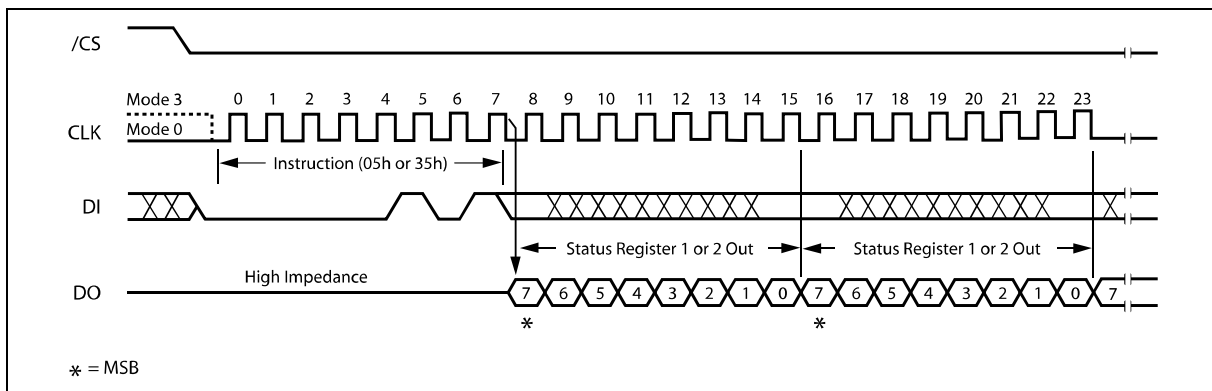 /CS
Mode 3
0 1 2 3 4 5 6 7 8 9 10 11 12 13 14 15 16 17 18 19 20 21 22 23
CLK
Mode 0
Instruction (05h or 35h)
DI
Status Register 1 or 2 Out
Status Register 1 or 2 Out
High Impedance
DO
7 6 5 4 3 2 1 0 7 6 5 4 3 2 1 0 7
* *
* = MSB